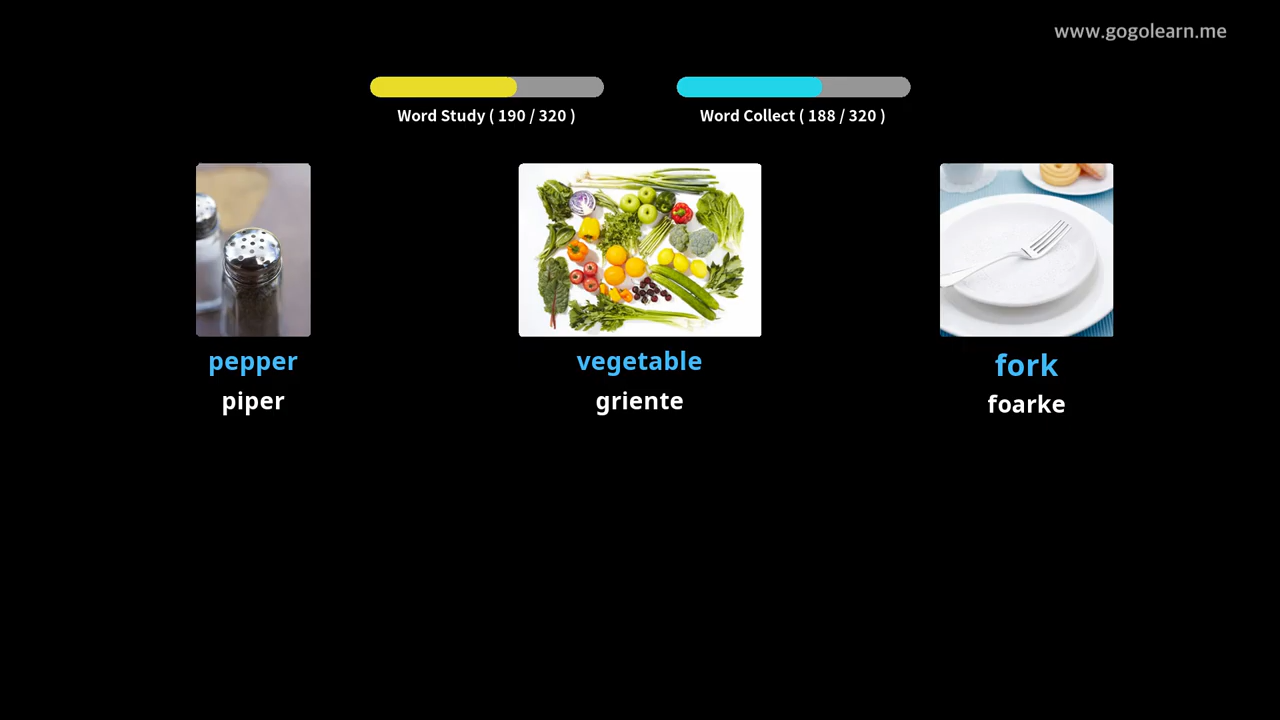 www.gogolearn.me
Word Study ( 190 / 320 )
Word Collect ( 188 / 320 )
pepper
piper
vegetable
griente
fork
foarke